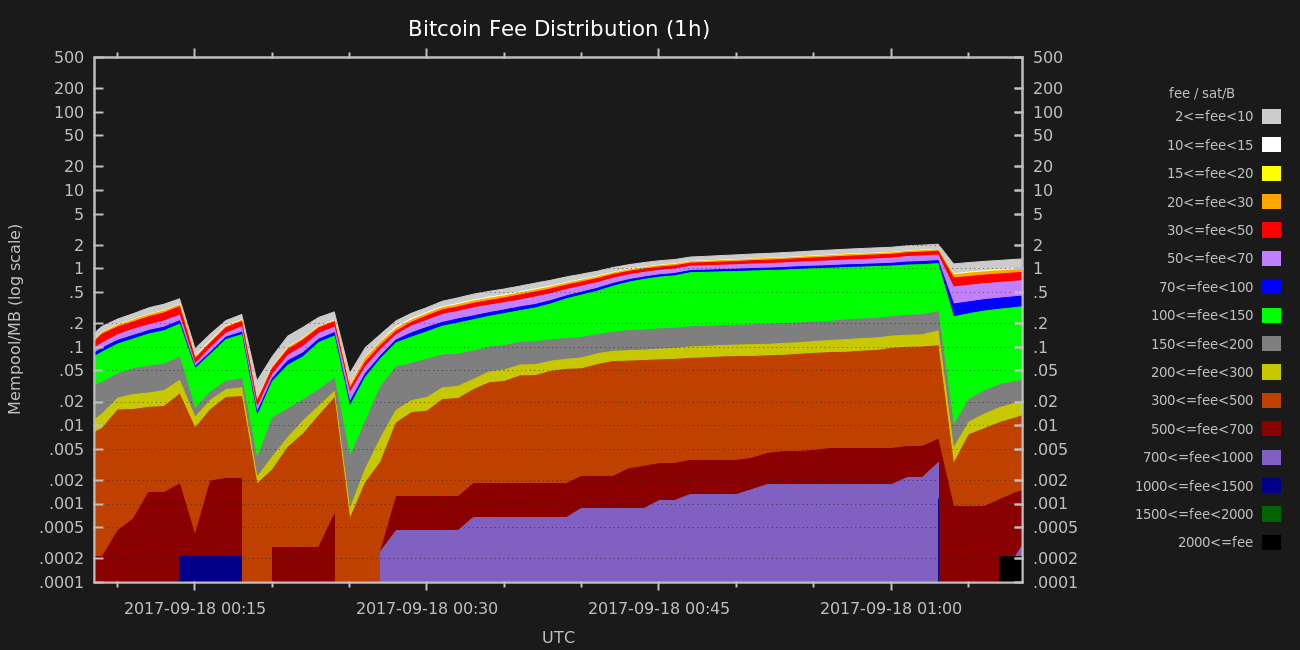 Bitcoin Fee Distribution (1h)
500 500
200 200
100 100
50 50
20 20
10 10
5 5
2 2
1 1
.5 .5
.2 .2
.1 .1
.05 .05
.02 .02
.01 .01
.005 .005
.002 .002
.001 .001
.0005 .0005
.0002 .0002
.0001 .0001
Mempool/MB (log scale)
2017-09-18 00:15 2017-09-18 00:30 2017-09-18 00:45 2017-09-18 01:00
UTC
fee / sat/B
2<=fee<10
10<=fee<15
15<=fee<20
20<=fee<30
30<=fee<50
50<=fee<70
70<=fee<100
100<=fee<150
150<=fee<200
200<=fee<300
300<=fee<500
500<=fee<700
700<=fee<1000
1000<=fee<1500
1500<=fee<2000
2000<=fee